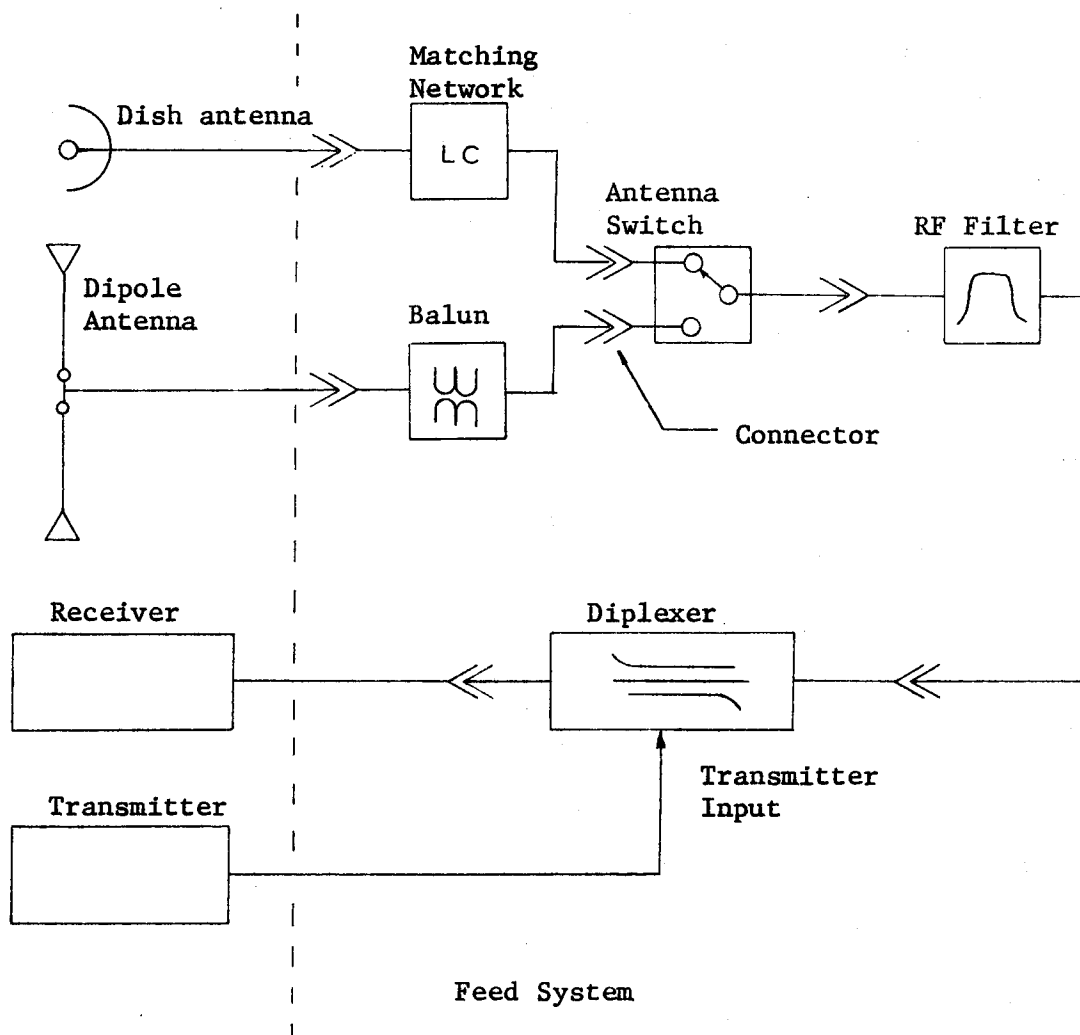 Matching
Network
Dish antenna
LC
Antenna
Switch
RF Filter
Dipole
Antenna
Balun
Connector
Receiver
Diplexer
Transmitter
Input
Transmitter
Feed System